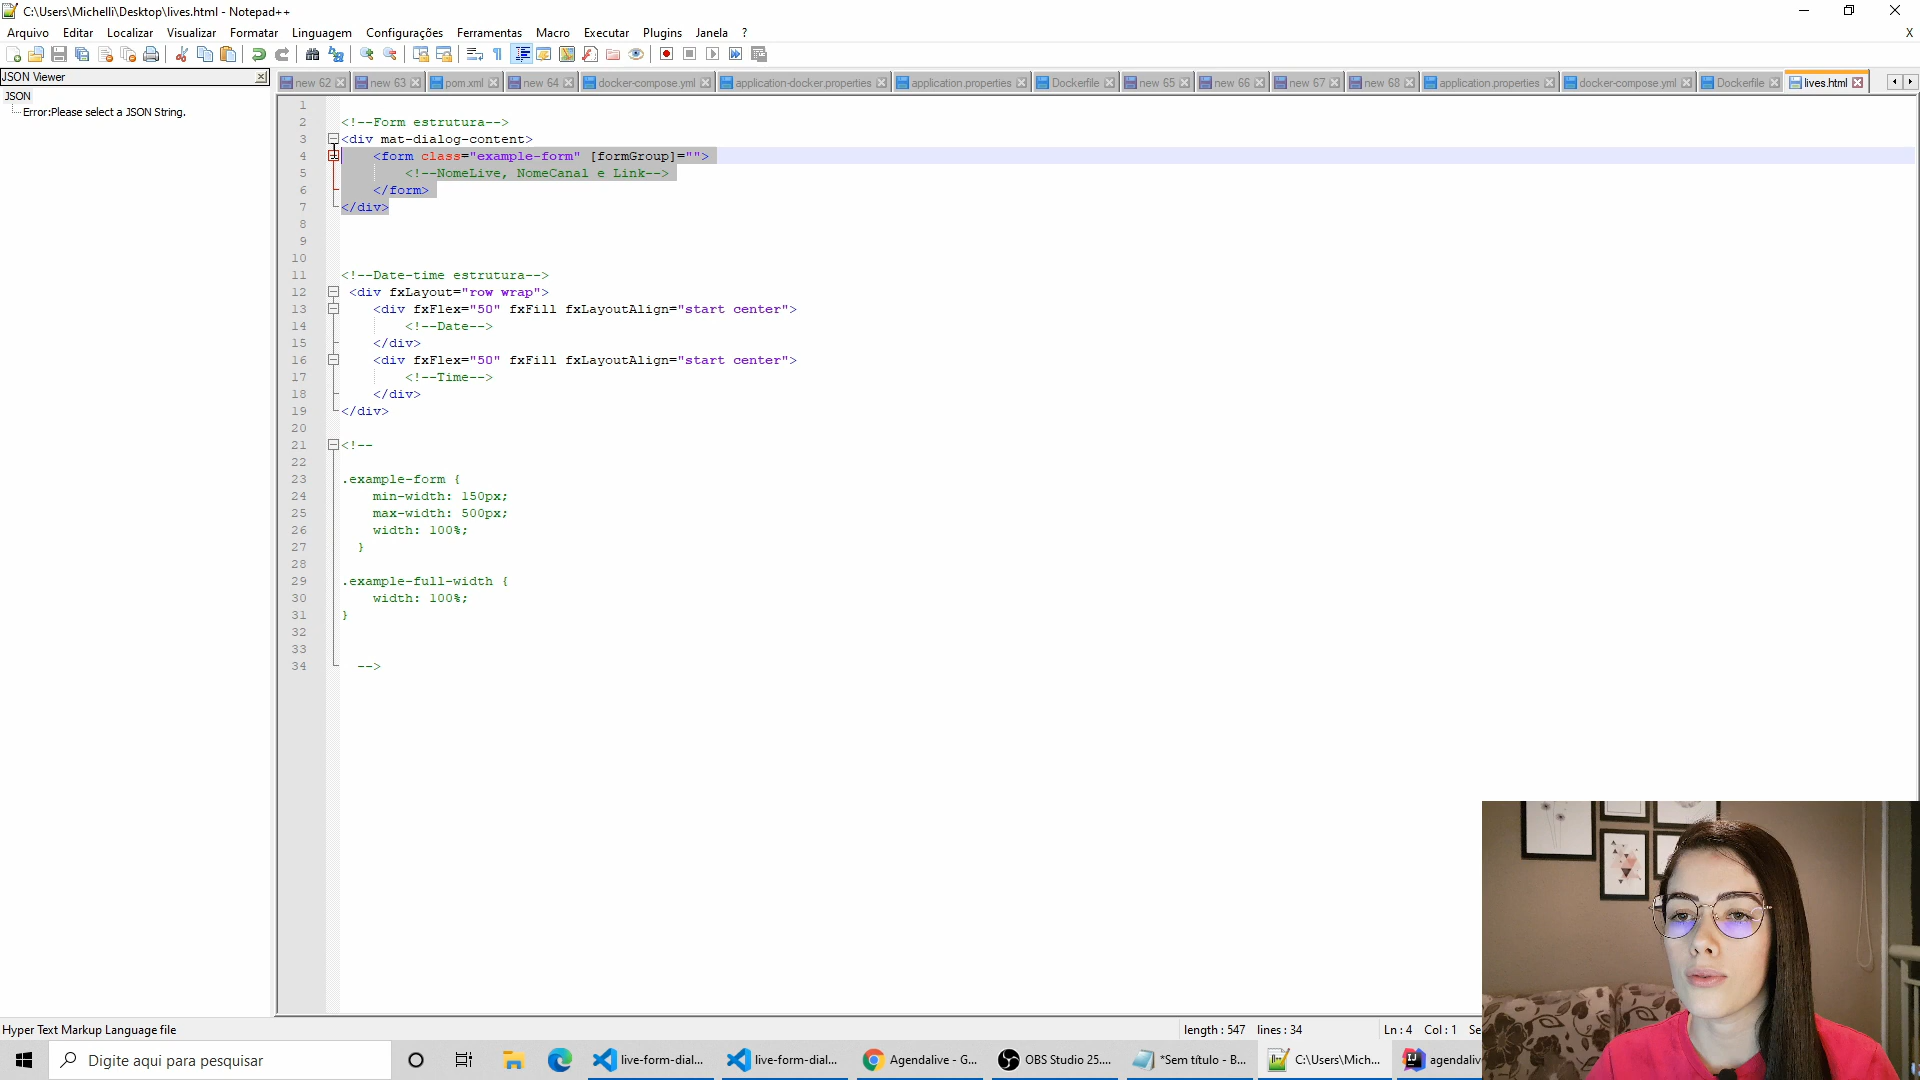 C:\Users\Michelli\Desktop\lives.html - Notepad++
Arquivo Editar Localizar Visualizar Formatar Linguagem Configurações Ferramentas Macro Executar Plugins Janela ? X
JSON Viewer
new 62 new 63 pom.xml new 64 docker-compose.yml application-docker.properties application.properties Dockerfile new 65 new 66 new 67 new 68 application.properties docker-compose.yml Dockerfile lives.html
JSON
Error:Please select a JSON String.
1
2 <!--Form estrutura-->
3 <div mat-dialog-content>
4 <form class="example-form" [formGroup]="">
5 <!--NomeLive, NomeCanal e Link-->
6 </form>
7 </div>
8
9
10
11 <!--Date-time estrutura-->
12 <div fxLayout="row wrap">
13 <div fxFlex="50" fxFill fxLayoutAlign="start center">
14 <!--Date-->
15 </div>
16 <div fxFlex="50" fxFill fxLayoutAlign="start center">
17 <!--Time-->
18 </div>
19 </div>
20
21 <!--
22
23 .example-form {
24 min-width: 150px;
25 max-width: 500px;
26 width: 100%;
27 }
28
29 .example-full-width {
30 width: 100%;
31 }
32
33
34 -->
Hyper Text Markup Language file length : 547 lines : 34 Ln : 4 Col : 1 Se
Digite aqui para pesquisar live-form-dial... live-form-dial... Agendalive - G... OBS Studio 25.... *Sem título - B... C:\Users\Mich... agendaliv